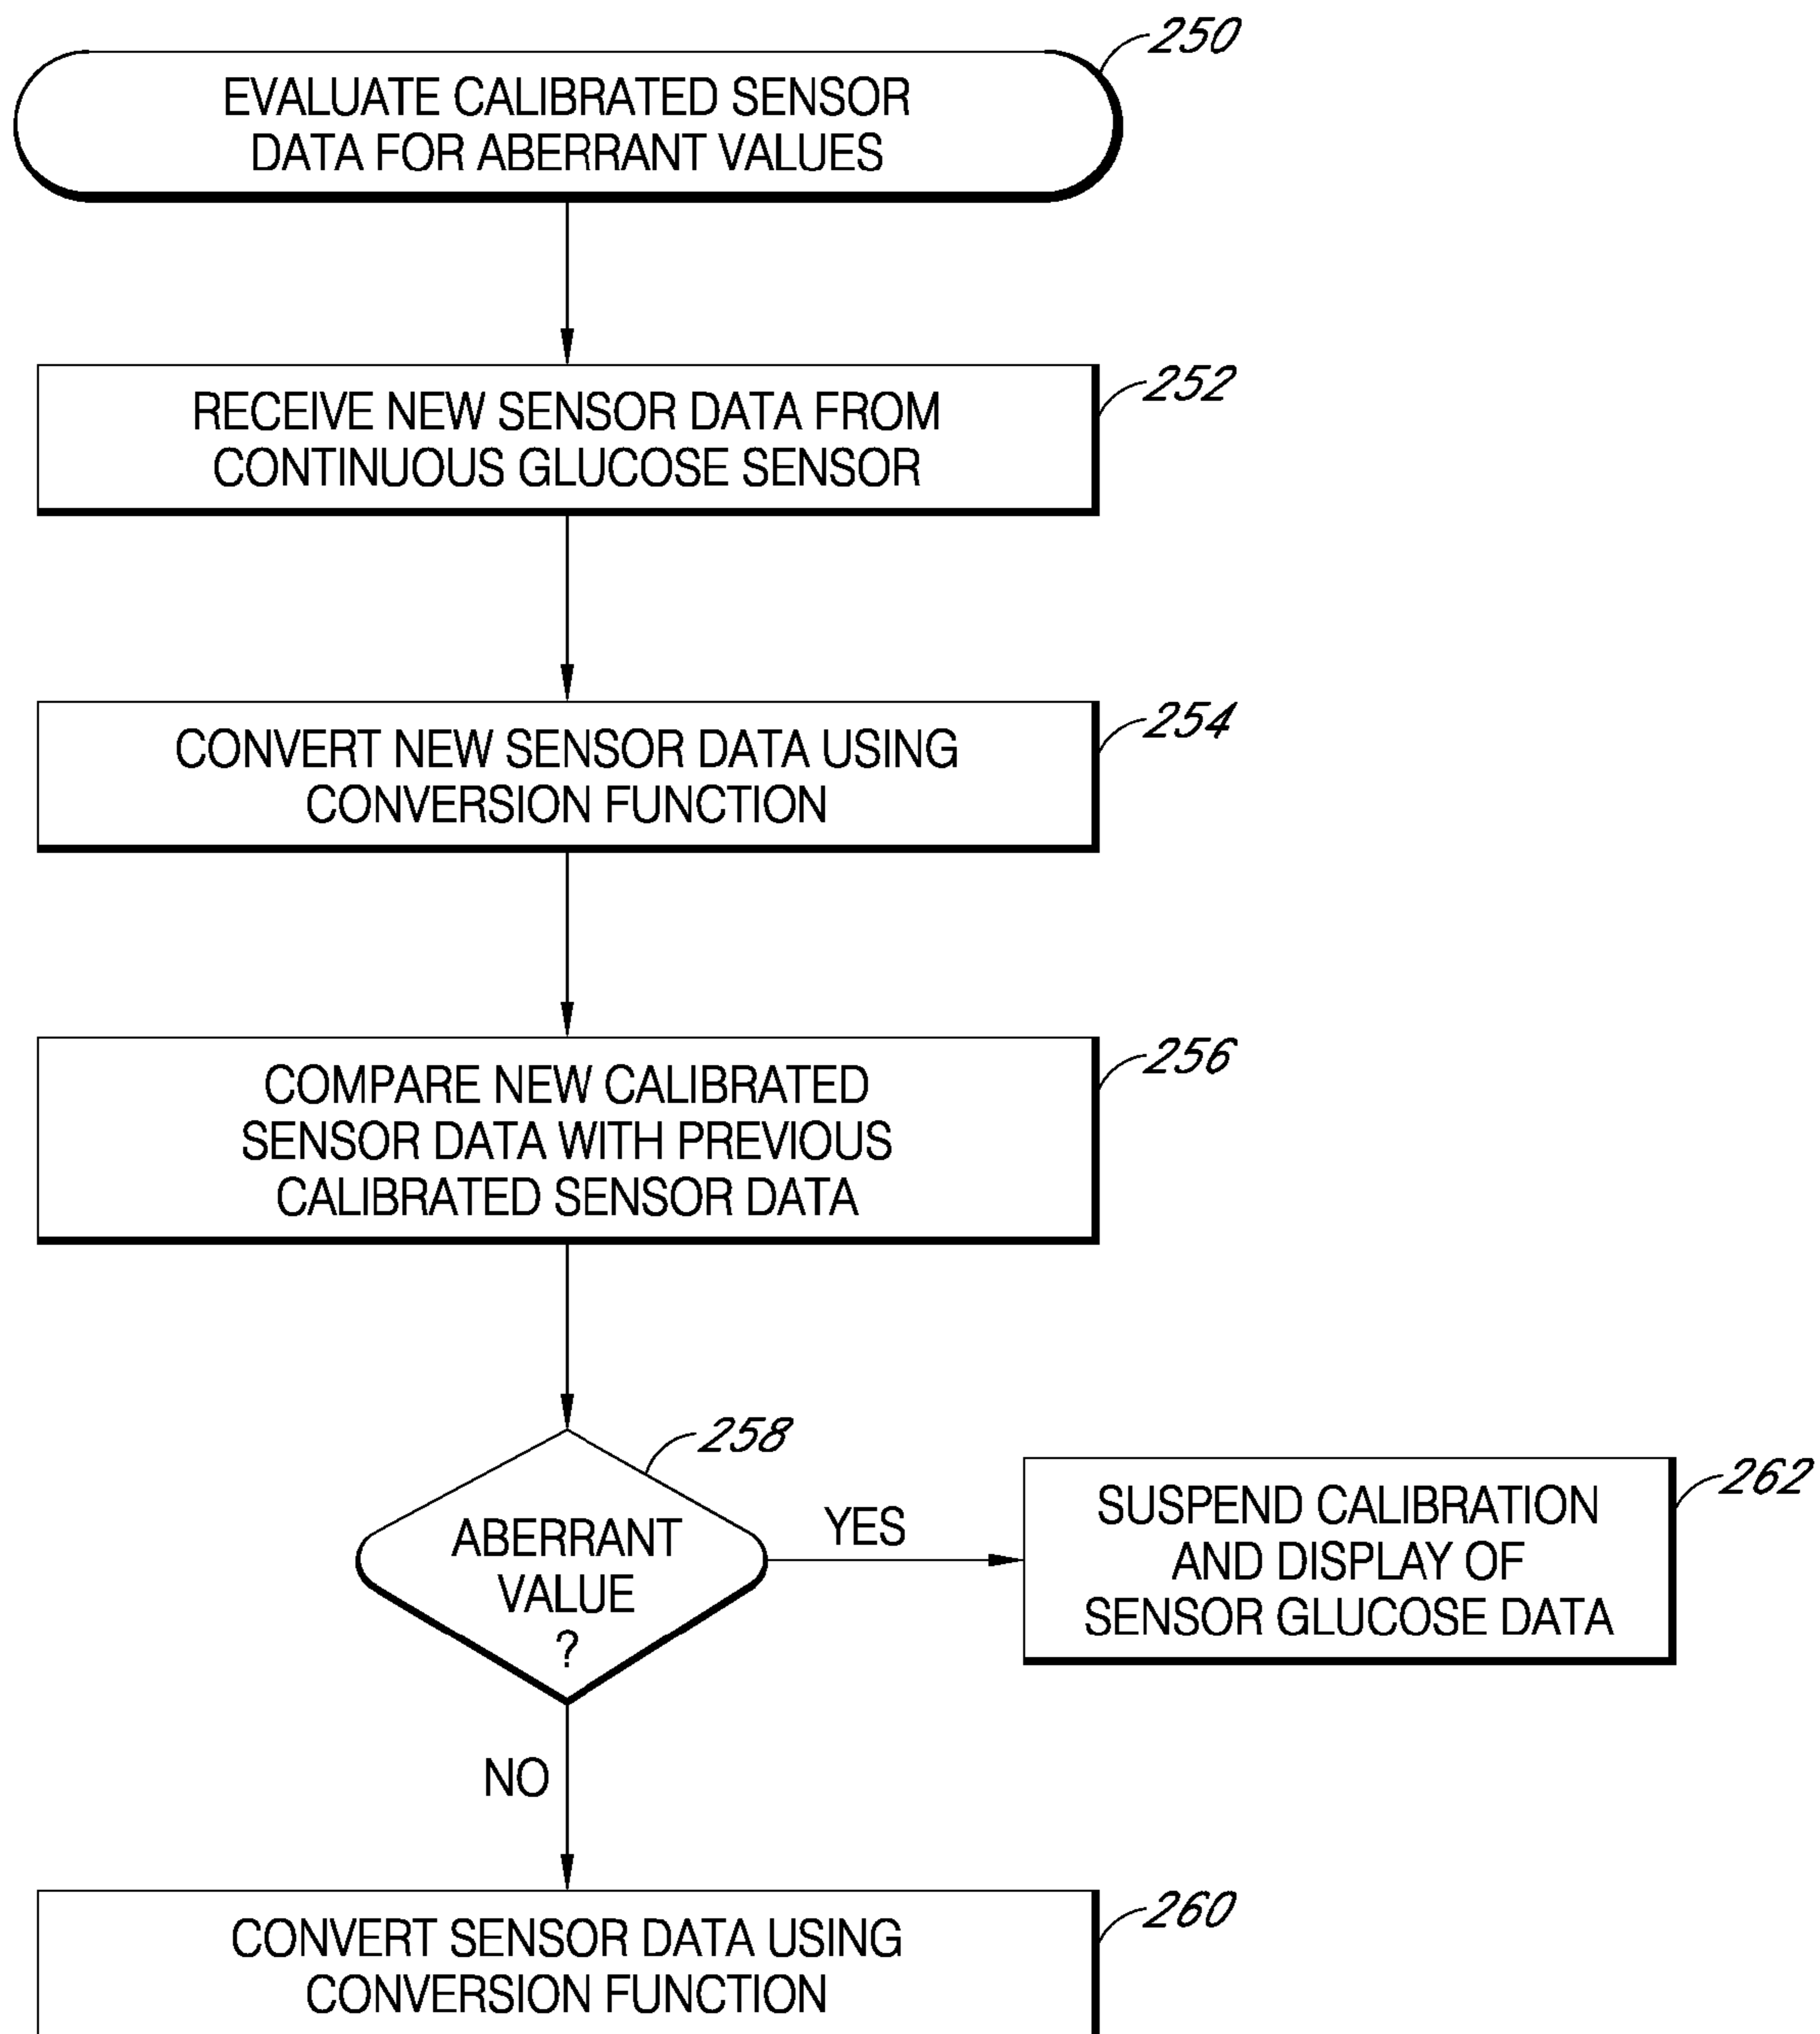 250
EVALUATE CALIBRATED SENSOR
DATA FOR ABERRANT VALUES
252
RECEIVE NEW SENSOR DATA FROM
CONTINUOUS GLUCOSE SENSOR
254
CONVERT NEW SENSOR DATA USING
CONVERSION FUNCTION
256
COMPARE NEW CALIBRATED
SENSOR DATA WITH PREVIOUS
CALIBRATED SENSOR DATA
258
ABERRANT
VALUE
?
YES
262
SUSPEND CALIBRATION
AND DISPLAY OF
SENSOR GLUCOSE DATA
NO
260
CONVERT SENSOR DATA USING
CONVERSION FUNCTION